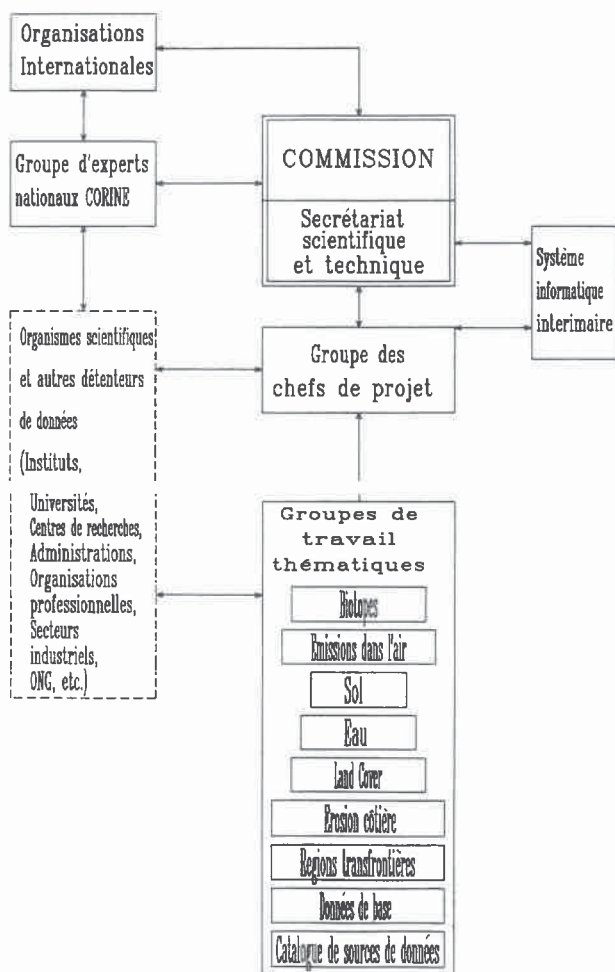 Organisations
Internationales
Groupe d'experts
nationaux CORINE
COMMISSION
Secrétariat
scientifique
et technique
Système
informatique
interimaire
Organismes scientifiques
et autres détenteurs
de données
(Instituts,
Universités,
Centres de recherches,
Administrations,
Organisations
professionnelles,
Secteurs
industriels,
ONG, etc.)
Groupe des
chefs de projet
Groupes de
travail
thématiques
Biotopes
Emissions dans l'air
Sol
Eau
Land Cover
Erosion côtière
Regions transfrontières
Données de base
Catalogue de sources de données